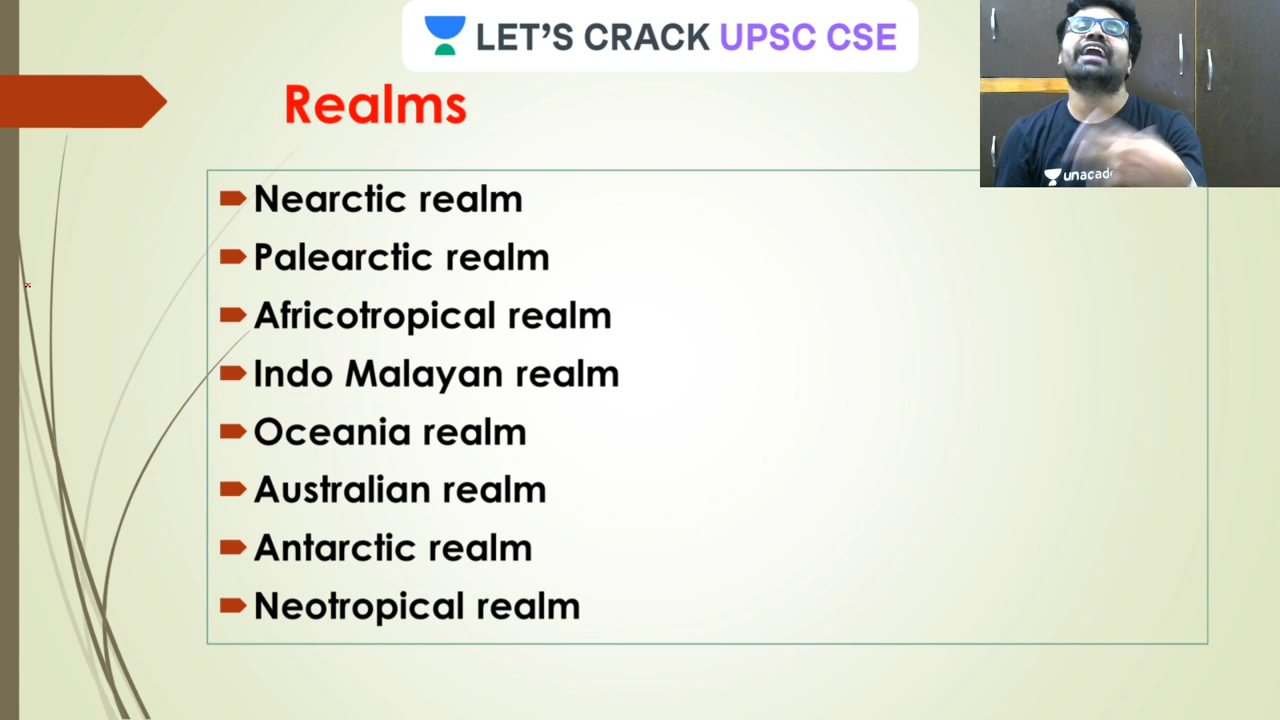 LET'S CRACK UPSC CSE
Realms
Nearctic realm
Palearctic realm
Africotropical realm
Indo Malayan realm
Oceania realm
Australian realm
Antarctic realm
Neotropical realm